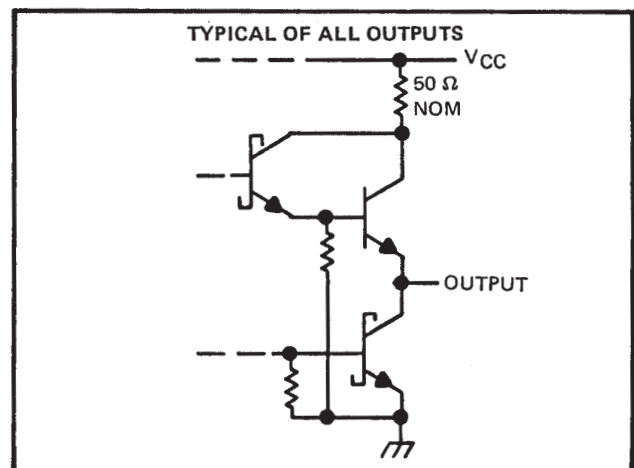 TYPICAL OF ALL OUTPUTS
VCC
50 Ω
NOM
OUTPUT